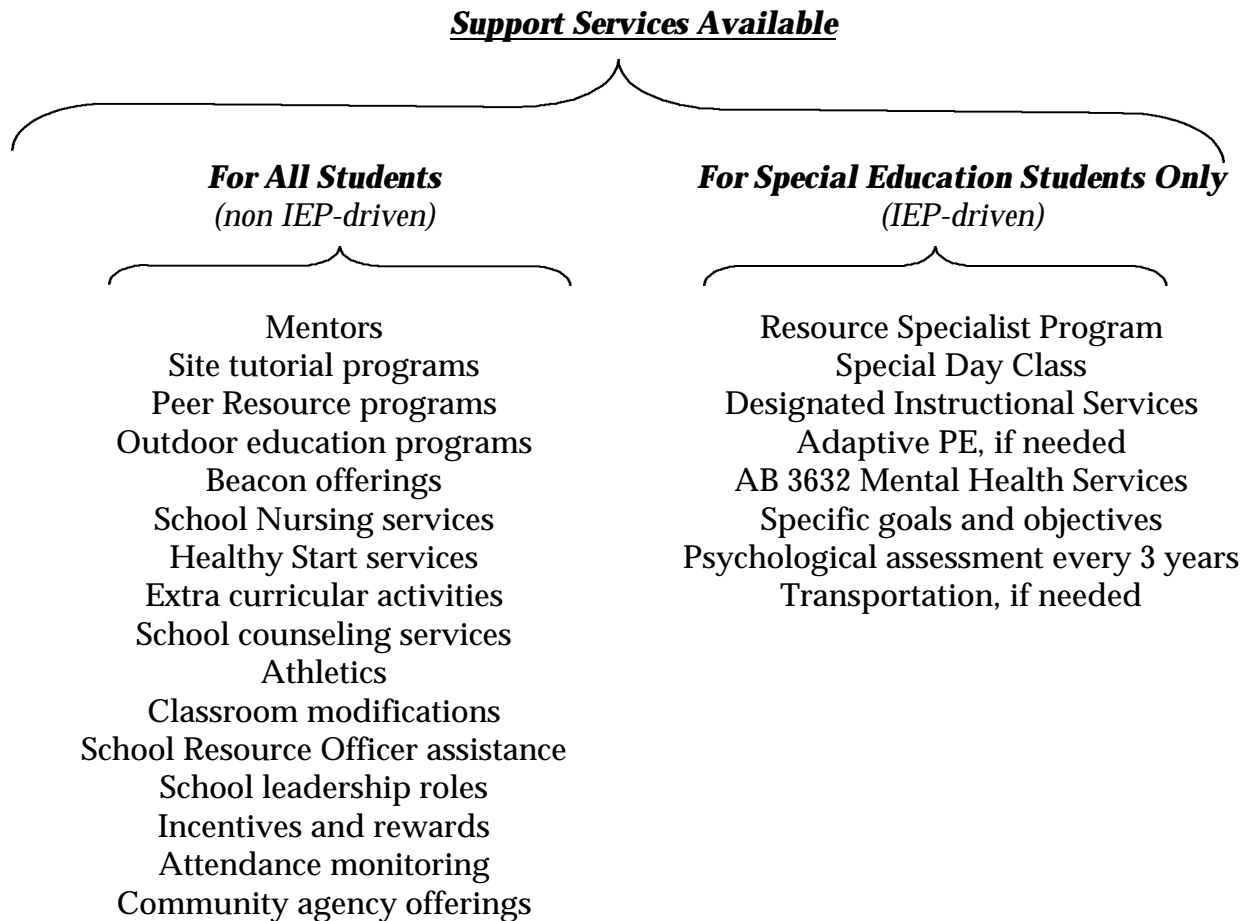 Support Services Available
For All Students
(non IEP-driven)
Mentors
Site tutorial programs
Peer Resource programs
Outdoor education programs
Beacon offerings
School Nursing services
Healthy Start services
Extra curricular activities
School counseling services
Athletics
Classroom modifications
School Resource Officer assistance
School leadership roles
Incentives and rewards
Attendance monitoring
Community agency offerings
For Special Education Students Only
(IEP-driven)
Resource Specialist Program
Special Day Class
Designated Instructional Services
Adaptive PE, if needed
AB 3632 Mental Health Services
Specific goals and objectives
Psychological assessment every 3 years
Transportation, if needed